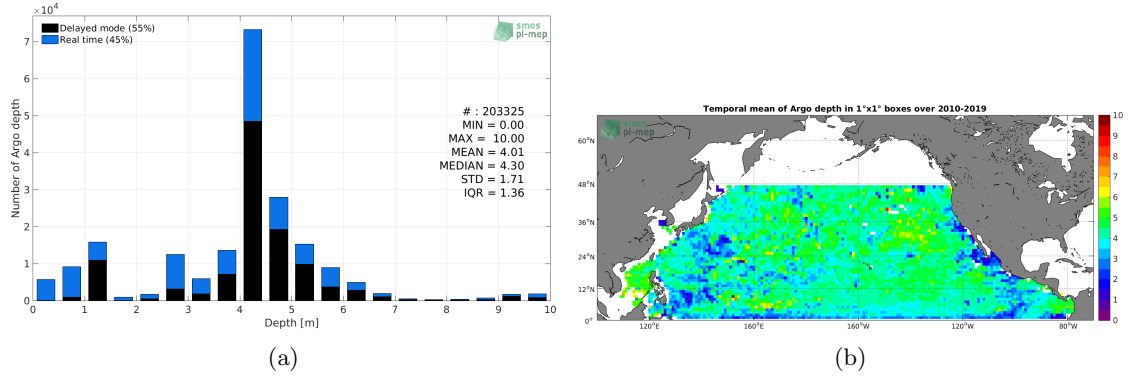 ×10⁴
8
7
6
5
4
3
2
1
0
Number of Argo depth
Delayed mode (55%)
Real time (45%)
smos
pi-mep
# : 203325
MIN = 0.00
MAX = 10.00
MEAN = 4.01
MEDIAN = 4.30
STD = 1.71
IQR = 1.36
0 1 2 3 4 5 6 7 8 9 10
Depth [m]
(a)
Temporal mean of Argo depth in 1°x1° boxes over 2010-2019
smos
pi-mep
60°N
48°N
36°N
24°N
12°N
0°
120°E 160°E 160°W 120°W 80°W
10
9
8
7
6
5
4
3
2
1
0
(b)